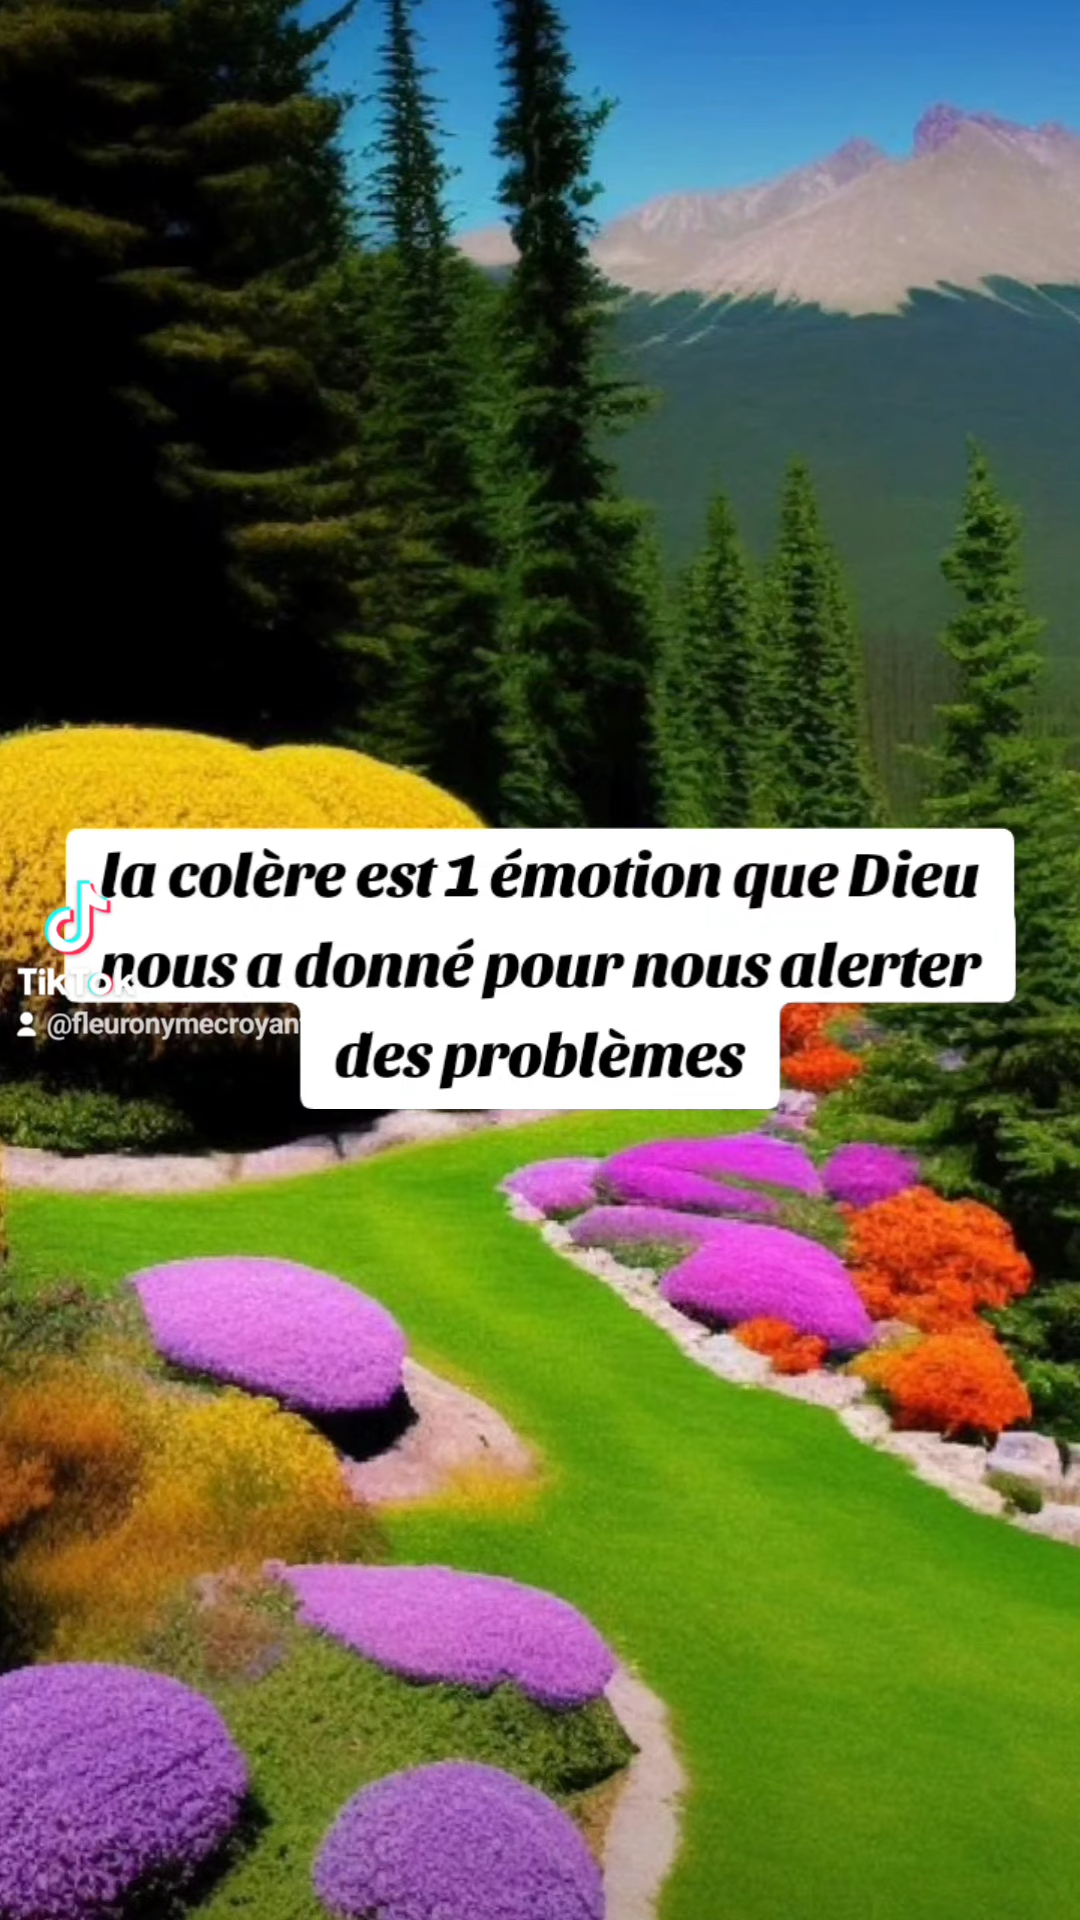 la colère est 1 émotion que Dieu
nous a donné pour nous alerter
des problèmes
TikTok
@fleuronymecroyan